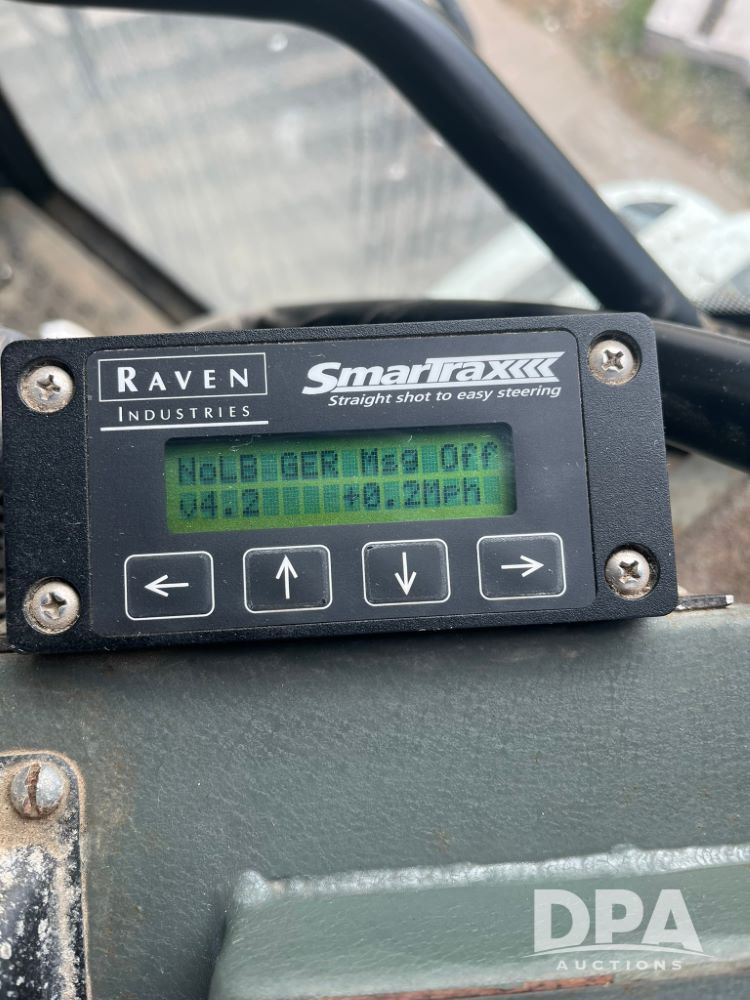 RAVEN
INDUSTRIES
SmarTrax
Straight shot to easy steering
NoLB GER Msg Off
v4.2 +0.2Mph
← ↑ ↓ →
DPA
AUCTIONS